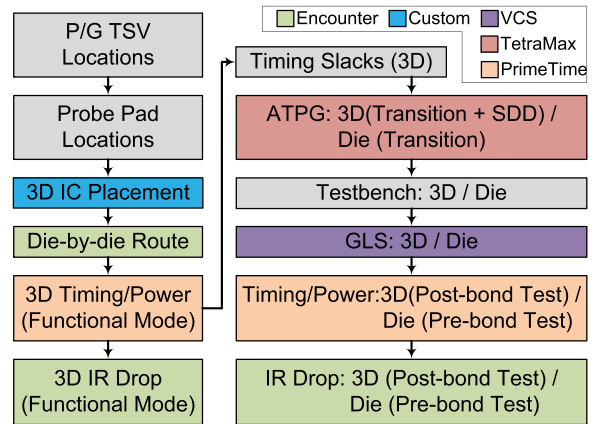 Encounter
Custom
VCS
TetraMax
PrimeTime
P/G TSV
Locations
Probe Pad
Locations
3D IC Placement
Die-by-die Route
3D Timing/Power
(Functional Mode)
3D IR Drop
(Functional Mode)
Timing Slacks (3D)
ATPG: 3D(Transition + SDD) /
Die (Transition)
Testbench: 3D / Die
GLS: 3D / Die
Timing/Power:3D(Post-bond Test) /
Die (Pre-bond Test)
IR Drop: 3D (Post-bond Test) /
Die (Pre-bond Test)